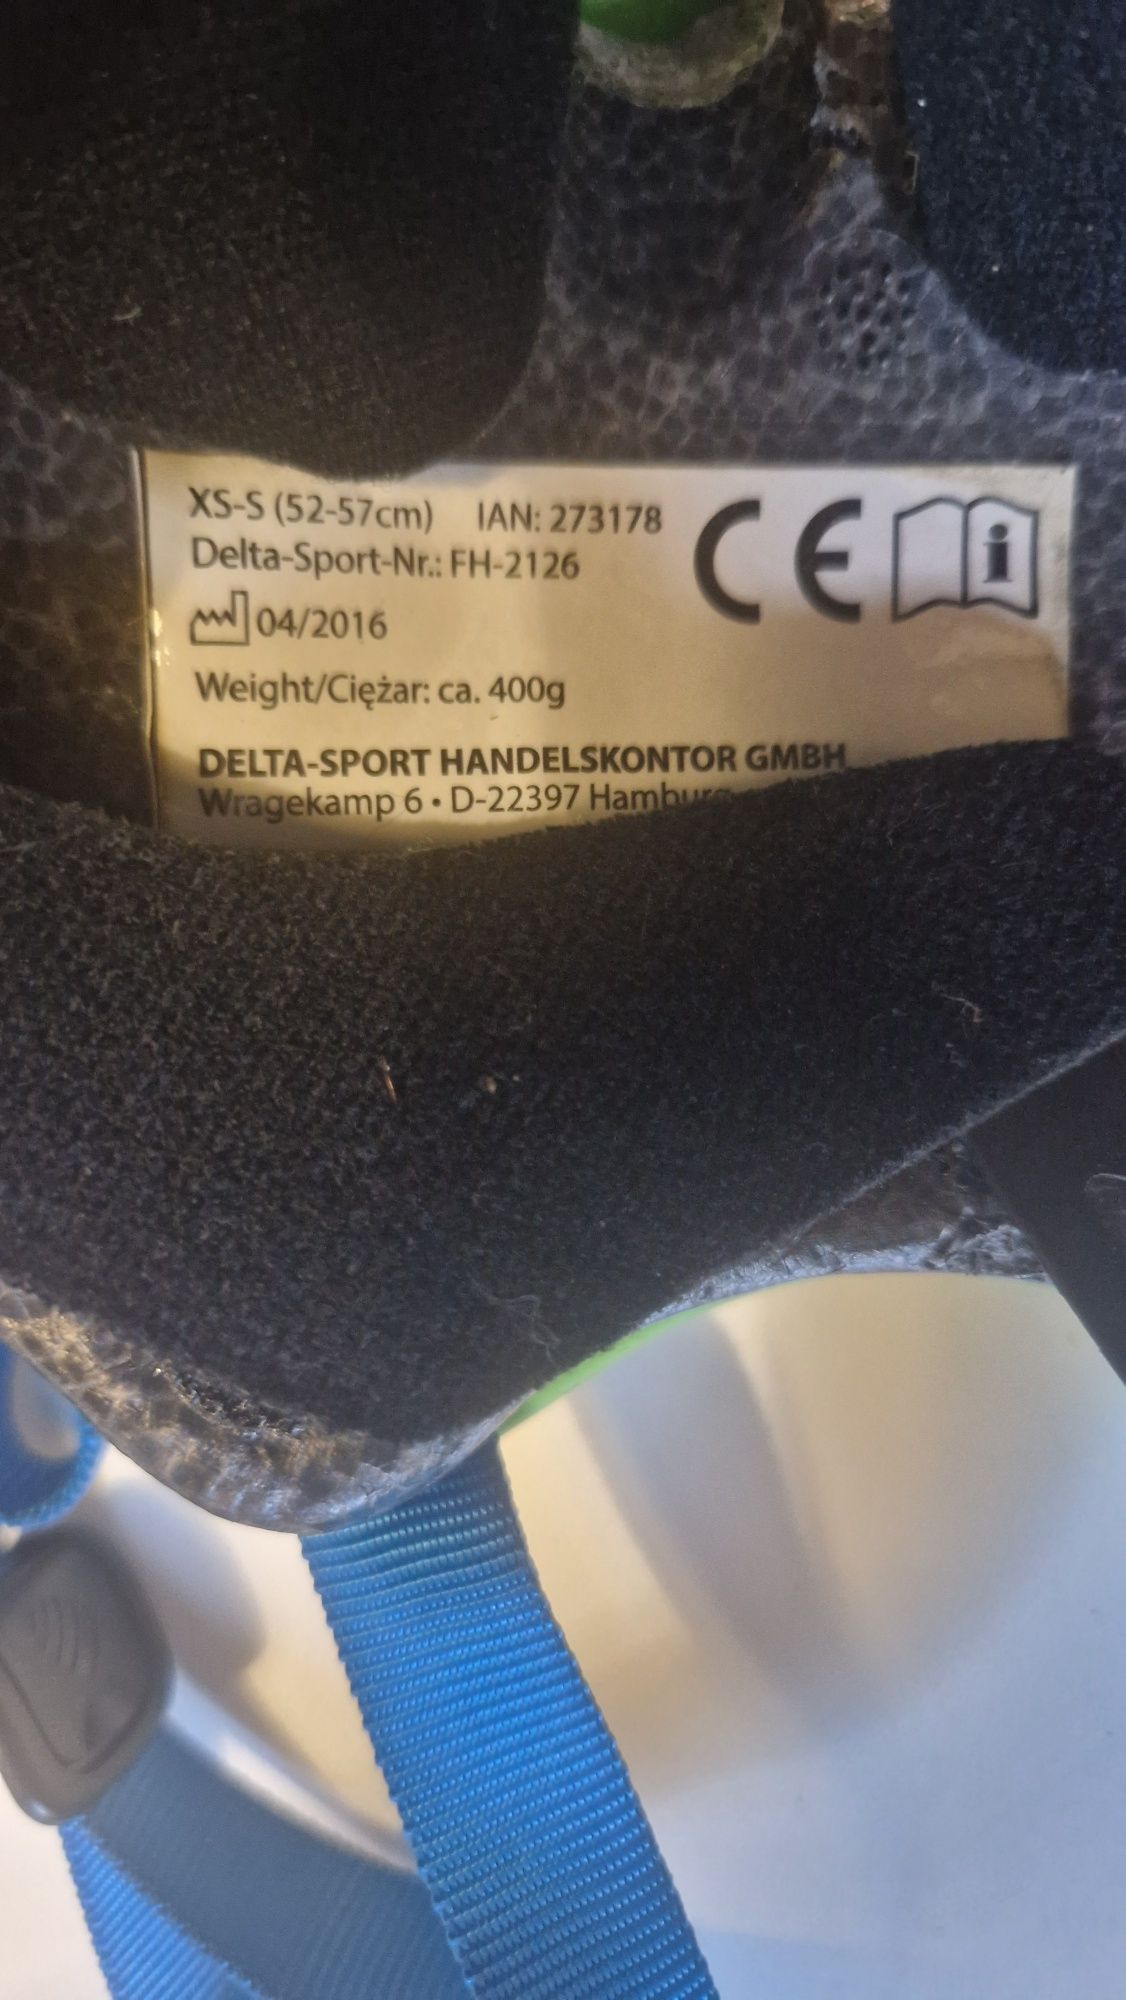 XS-S (52-57cm) IAN: 273178
Delta-Sport-Nr.: FH-2126
04/2016
Weight/Ciężar: ca. 400g
DELTA-SPORT HANDELSKONTOR GMBH
Wragekamp 6 • D-22397 Hamburg
CE
i